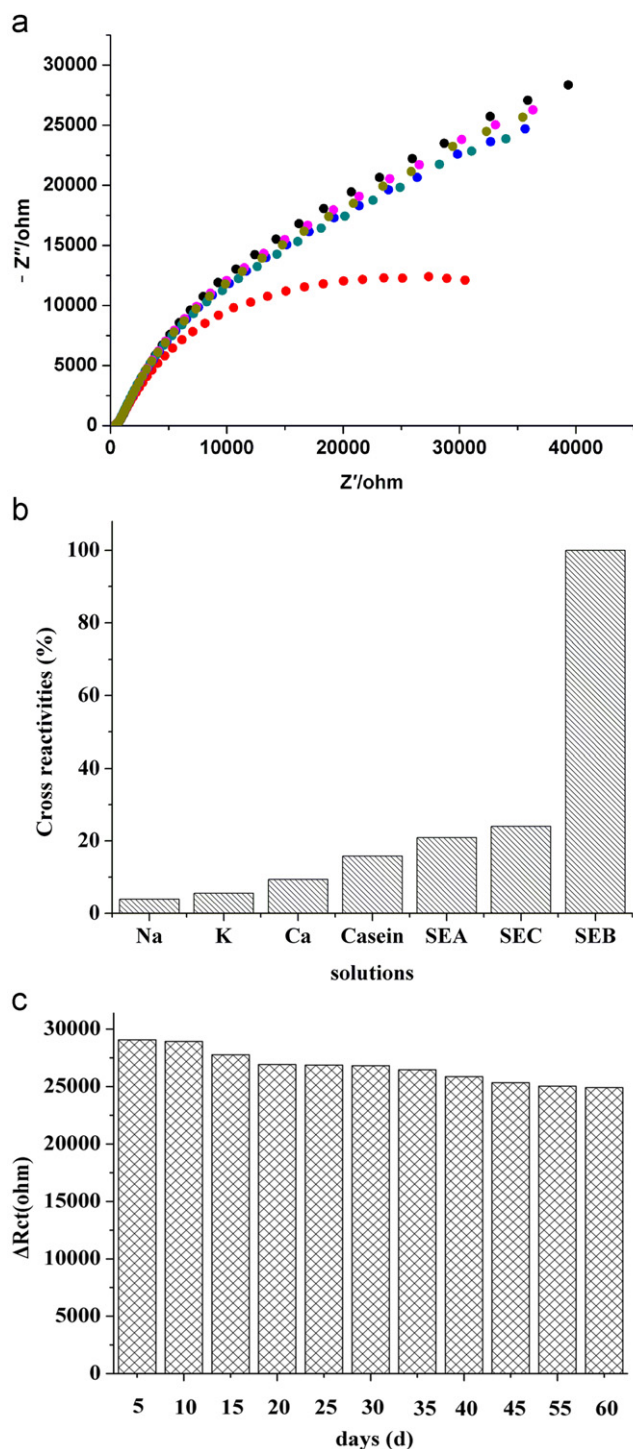 a
- Z″/ohm
30000
25000
20000
15000
10000
5000
0
0 10000 20000 30000 40000
Z′/ohm
b
Cross reactivities (%)
100
80
60
40
20
0
Na K Ca Casein SEA SEC SEB
solutions
c
ΔRct(ohm)
30000
25000
20000
15000
10000
5000
0
5 10 15 20 25 30 35 40 45 55 60
days (d)